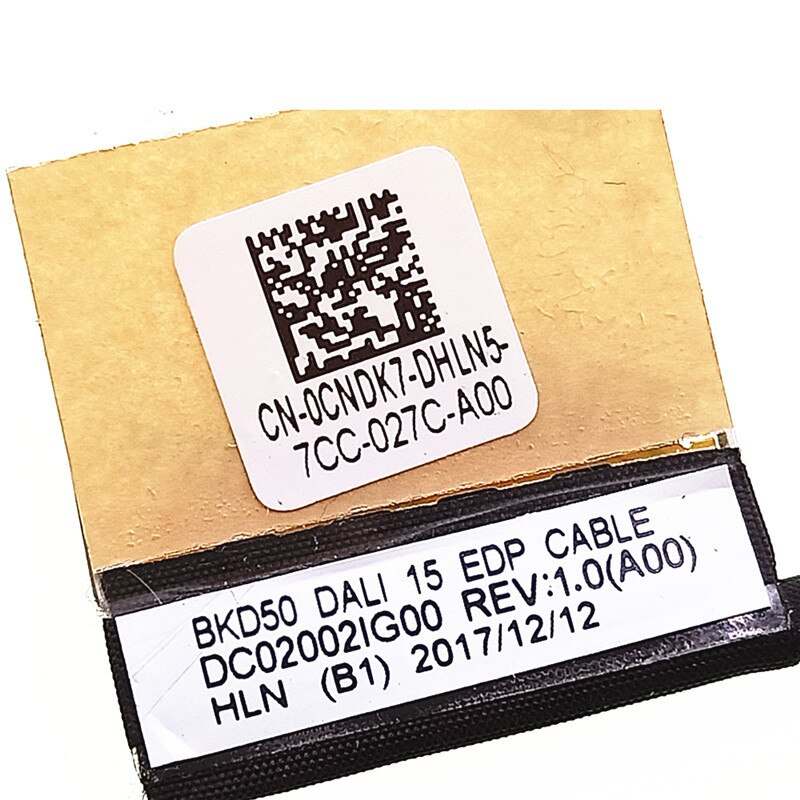 CN-0CNDK7-DHLN5-
7CC-027C-A00
BKD50 DALI 15 EDP CABLE
DC02002IG00 REV:1.0(A00)
HLN (B1) 2017/12/12